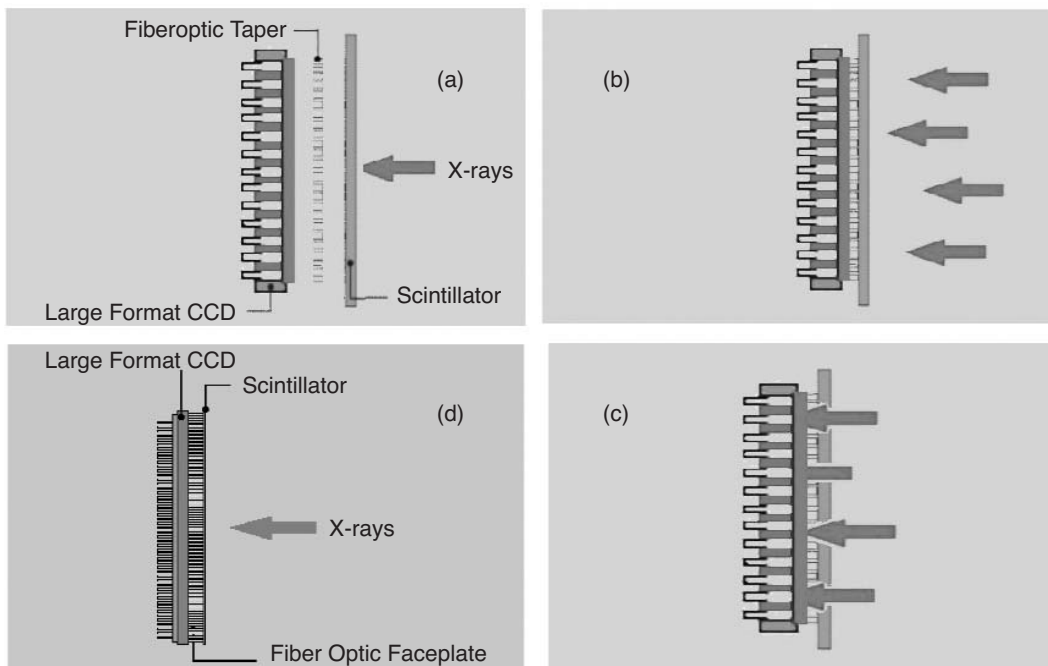 Fiberoptic Taper
(a)
X-rays
Large Format CCD
Scintillator
(b)
Large Format CCD
Scintillator
(d)
X-rays
Fiber Optic Faceplate
(c)